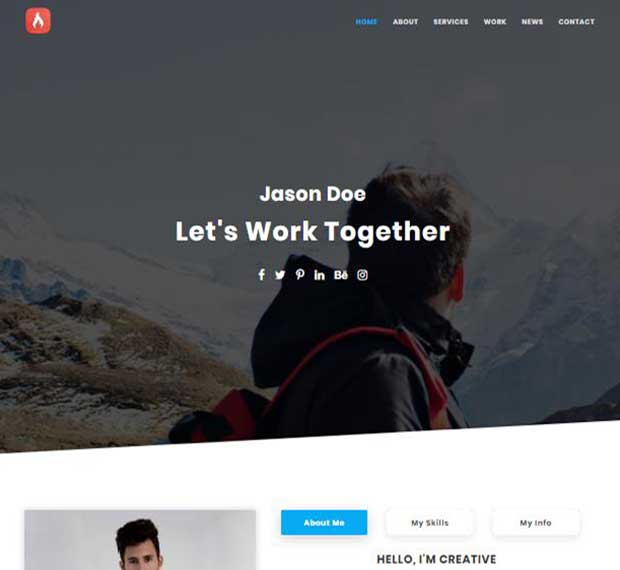 HOME ABOUT SERVICES WORK NEWS CONTACT
Jason Doe
Let's Work Together
Bē
About Me My Skills My Info
HELLO, I'M CREATIVE